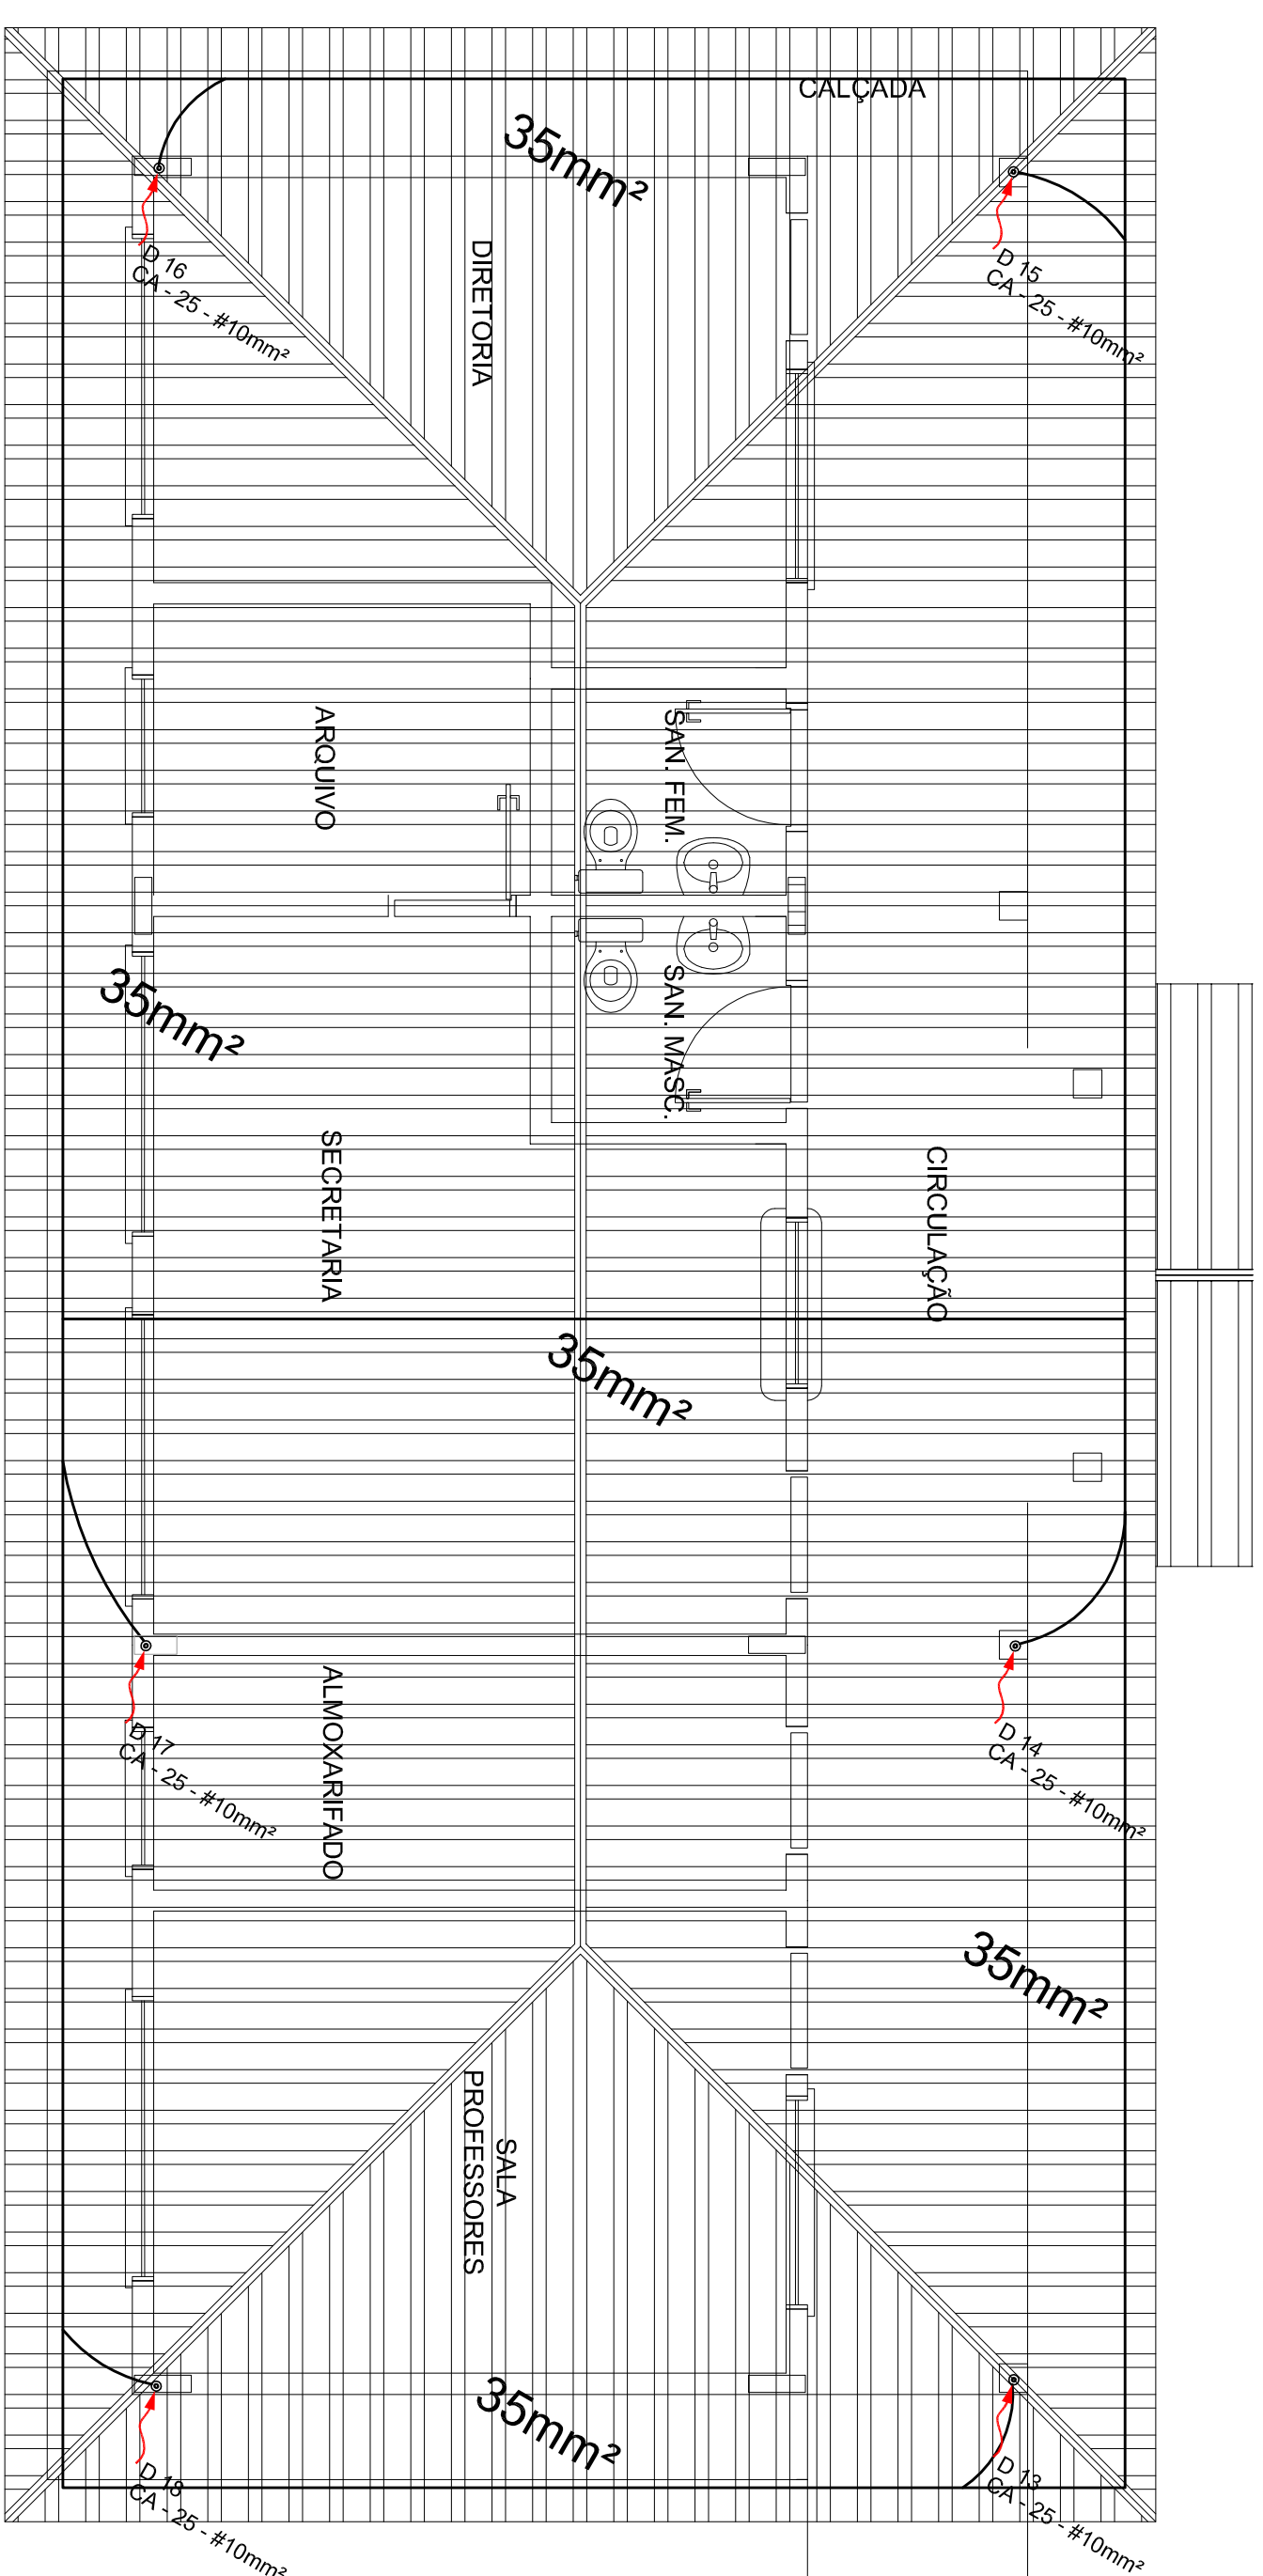 CALÇADA
35mm²
D 16
CA - 25 - #10mm²
D 15
CA - 25 - #10mm²
DIRETORIA
ARQUIVO
SAN. FEM.
35mm²
SAN. MASC.
SECRETARIA
CIRCULAÇÃO
35mm²
D 17
CA - 25 - #10mm²
D 14
CA - 25 - #10mm²
ALMOXARIFADO
35mm²
SALA
PROFESSORES
35mm²
D 18
CA - 25 - #10mm²
D 13
CA - 25 - #10mm²